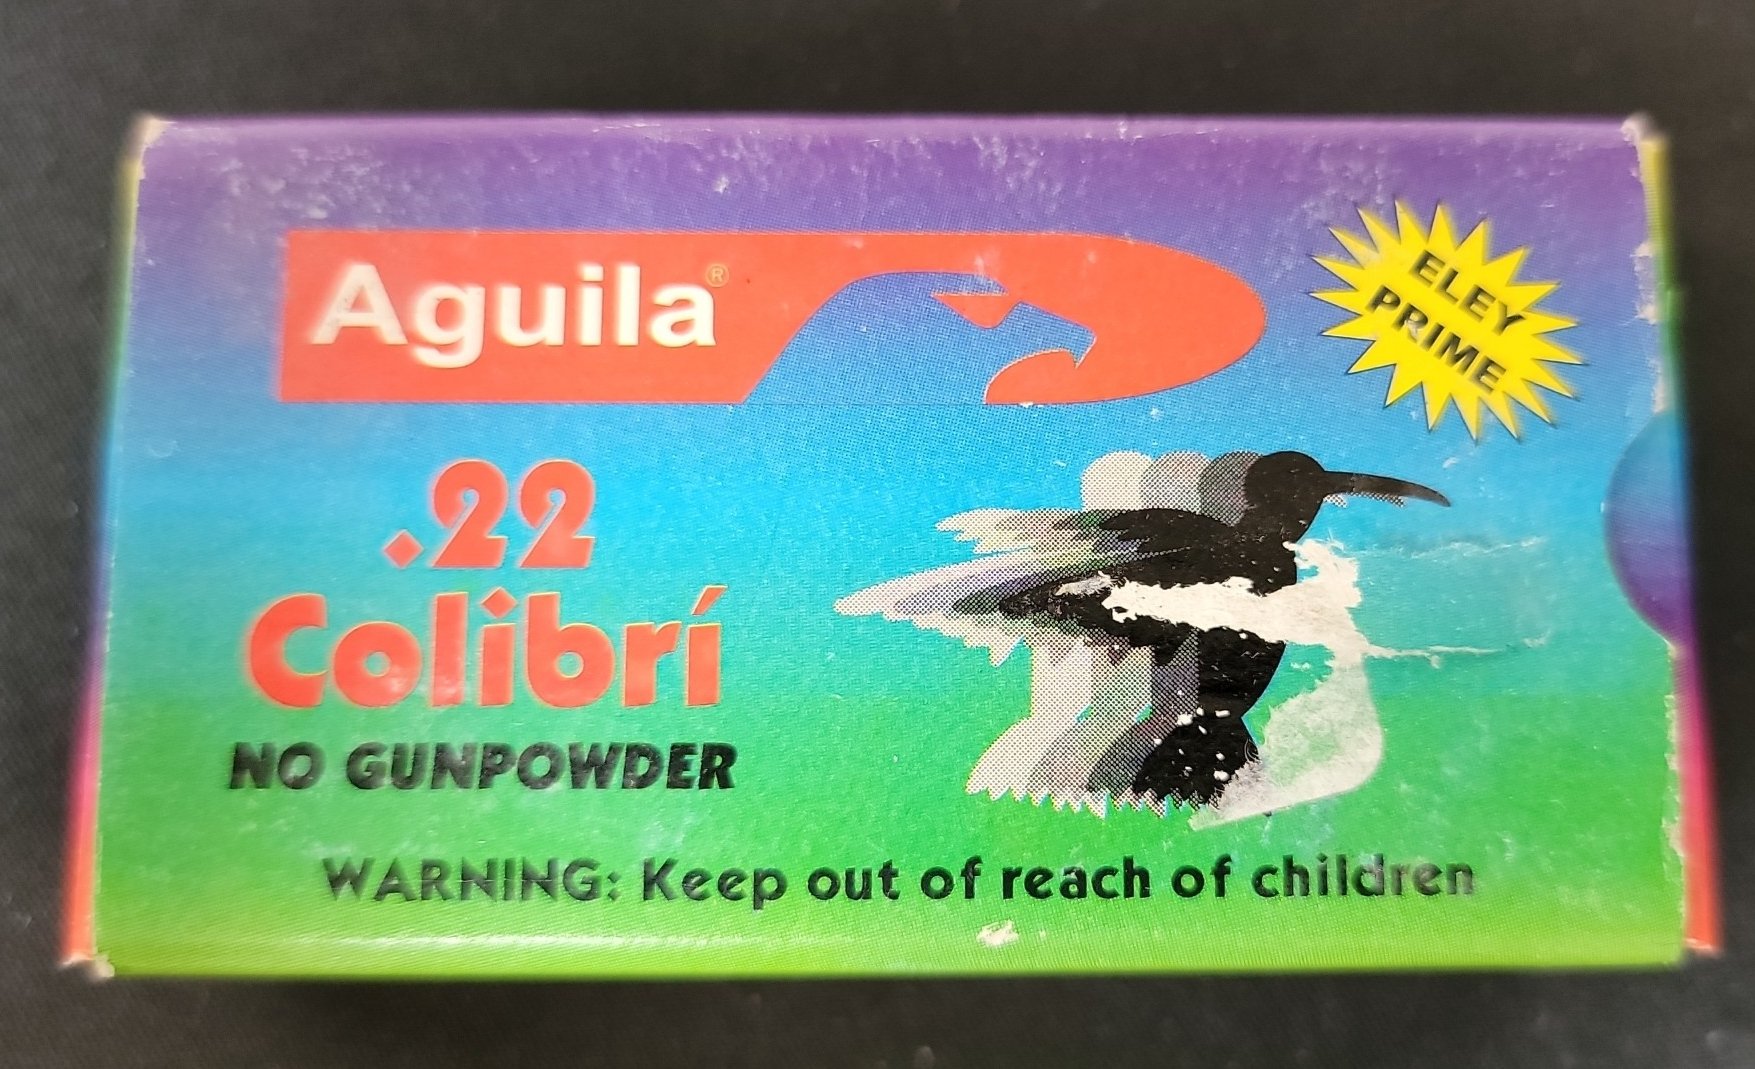 Aguila®
ELEY
PRIME
.22
Colibrí
NO GUNPOWDER
WARNING: Keep out of reach of children